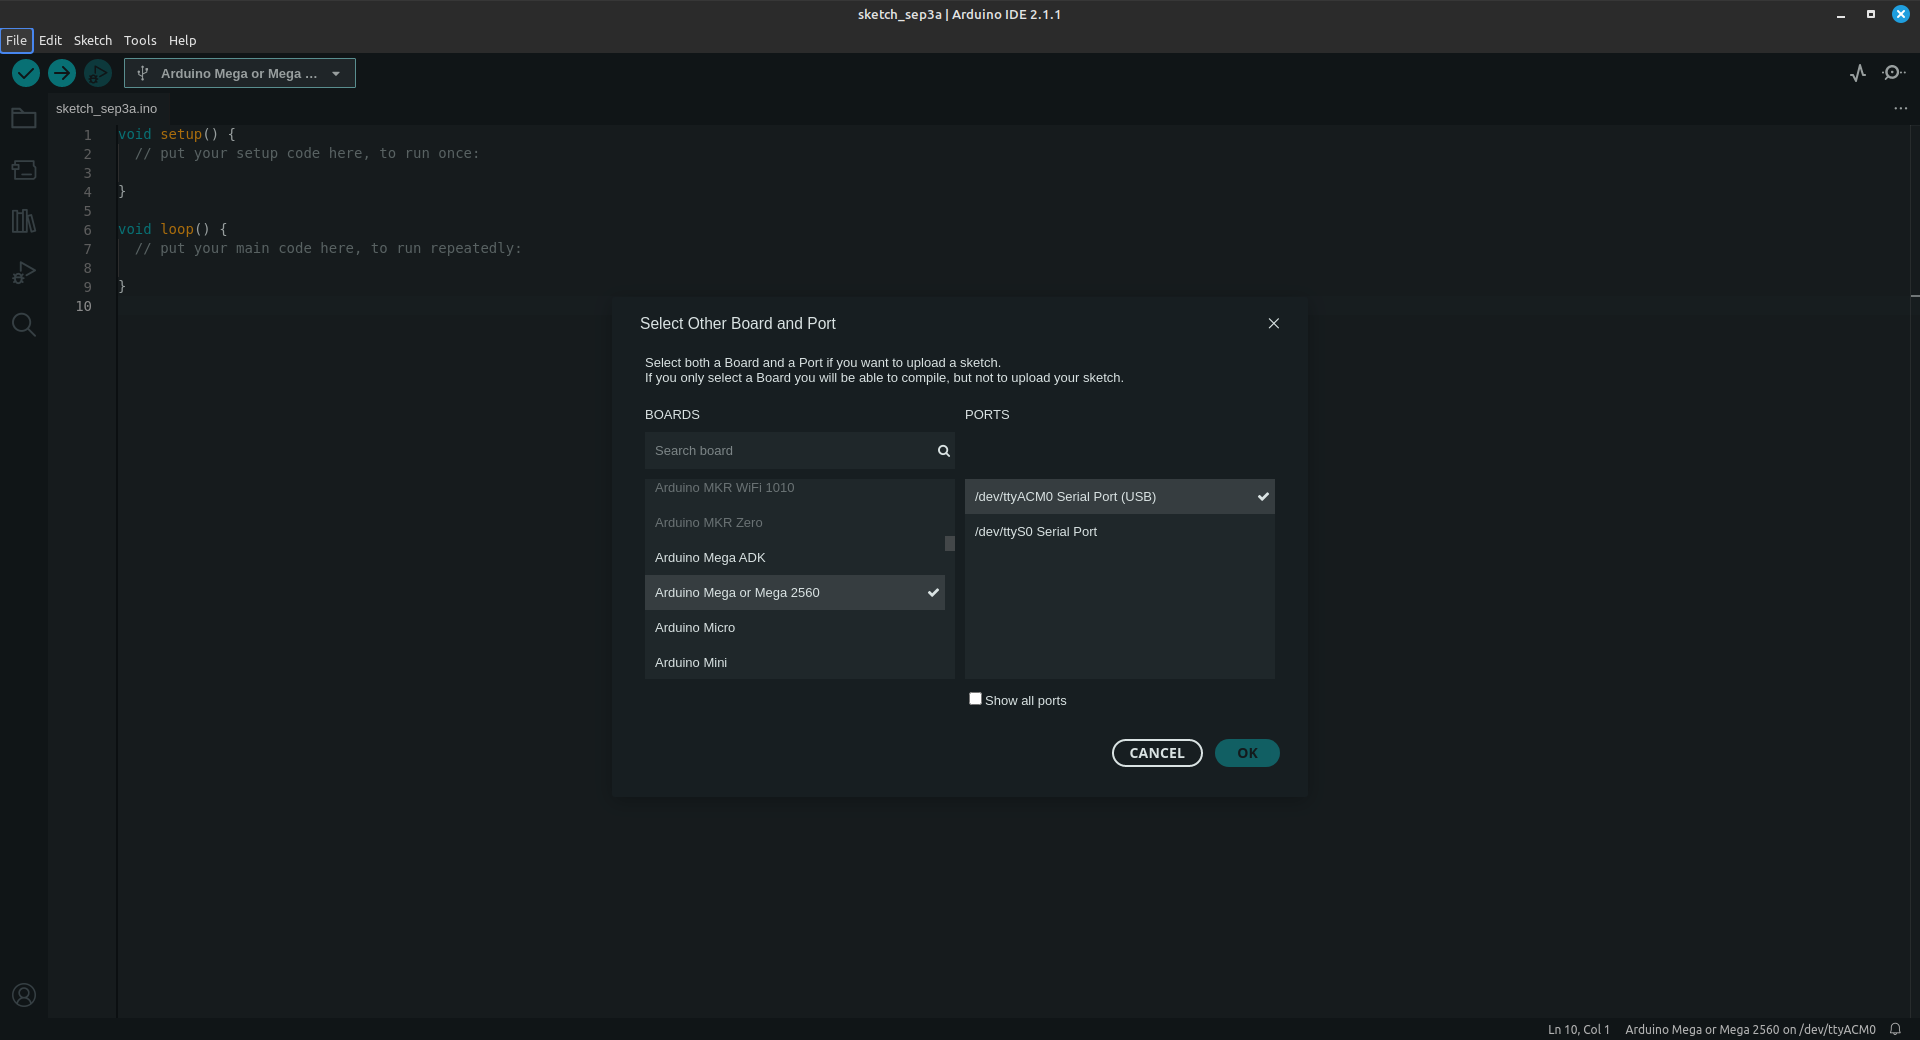 sketch_sep3a | Arduino IDE 2.1.1
File Edit Sketch Tools Help
Arduino Mega or Mega ...
sketch_sep3a.ino
1 void setup() {
2 // put your setup code here, to run once:
3
4 }
5
6 void loop() {
7 // put your main code here, to run repeatedly:
8
9 }
10
Select Other Board and Port
Select both a Board and a Port if you want to upload a sketch.
If you only select a Board you will be able to compile, but not to upload your sketch.
BOARDS
Search board
Arduino MKR WiFi 1010
Arduino MKR Zero
Arduino Mega ADK
Arduino Mega or Mega 2560
Arduino Micro
Arduino Mini
PORTS
/dev/ttyACM0 Serial Port (USB)
/dev/ttyS0 Serial Port
Show all ports
CANCEL OK
Ln 10, Col 1 Arduino Mega or Mega 2560 on /dev/ttyACM0